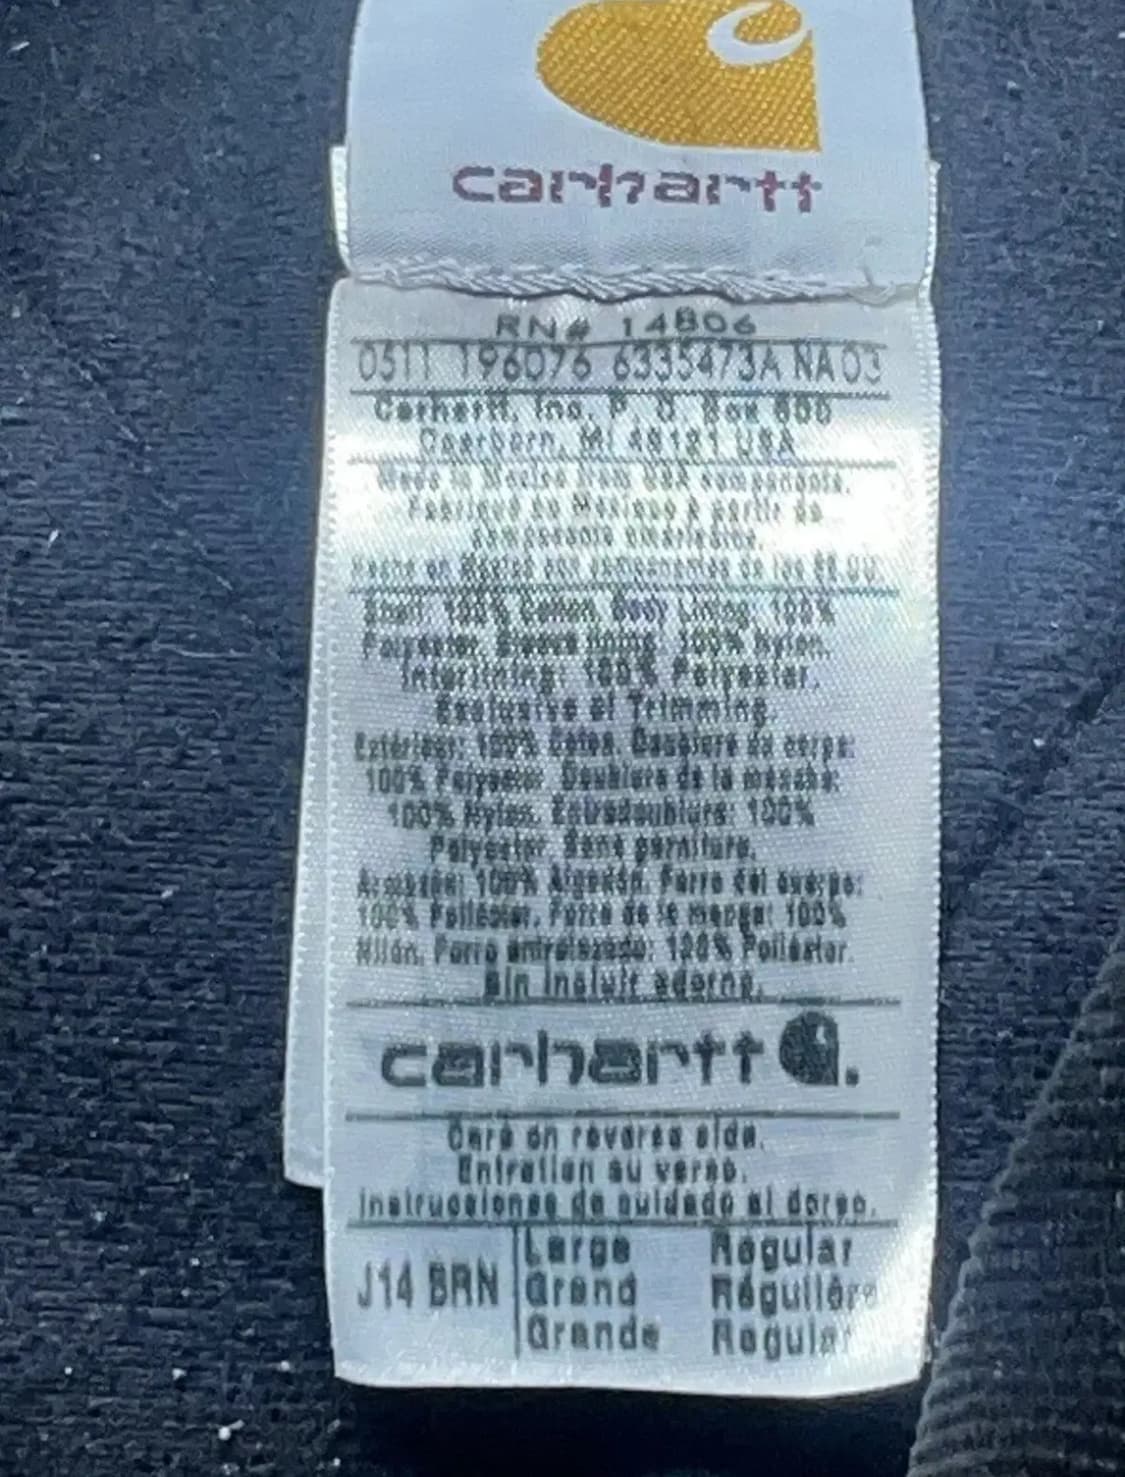 carhartt
RN# 14806
0511 196076 6335473A NA 03
Carhartt, Inc. P. O. Box 600
Dearborn, MI 48121 USA
Made in Mexico from USA components.
Fabriqué au Mexique à partir de
composants
Hecho en México con componentes de los EE.UU.
Shell: 100% Cotton. Body Lining: 100%
Polyester. Sleeve lining: 100% Nylon.
Interlining: 100% Polyester.
Exclusive of Trimming.
Extérieur: 100% Coton. Doublure du corps:
100% Polyester. Doublure de la manche:
100% Nylon. Entredoublure: 100%
Polyester. Sans garniture.
Armazón: 100% Algodón. Forro del cuerpo:
100% Poliéster. Forro de la manga: 100%
Nilón. Forro entrelazado: 100% Poliéster.
Sin incluir adorno.
carhartt
Care on reverse side.
Entretien au verso.
Instrucciones de cuidado al dorso.
J14 BRN Large Regular
Grand Régulière
Grande Regular